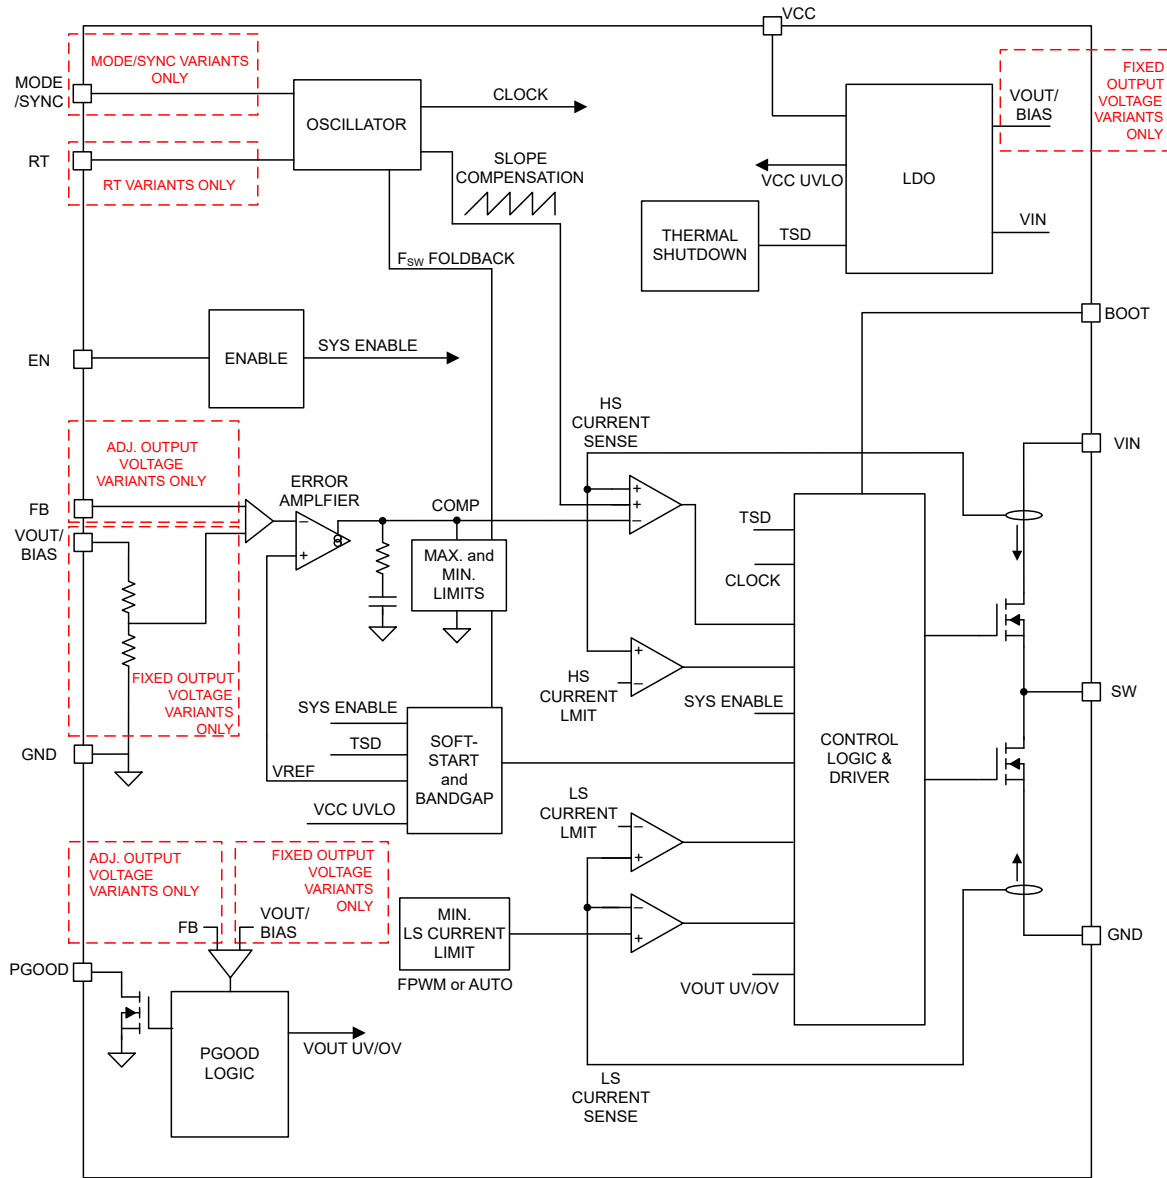 VCC
MODE/SYNC VARIANTS
ONLY
MODE
/SYNC
OSCILLATOR
CLOCK
FIXED
OUTPUT
VOLTAGE
VARIANTS
ONLY
VOUT/
BIAS
RT
RT VARIANTS ONLY
SLOPE
COMPENSATION
VCC UVLO
LDO
THERMAL
SHUTDOWN
TSD
VIN
FSW FOLDBACK
BOOT
EN
ENABLE
SYS ENABLE
HS
CURRENT
SENSE
VIN
ADJ. OUTPUT
VOLTAGE
VARIANTS ONLY
FB
ERROR
AMPLFIER
COMP
VOUT/
BIAS
MAX. and
MIN.
LIMITS
TSD
CLOCK
FIXED OUTPUT
VOLTAGE
VARIANTS
ONLY
HS
CURRENT
LMIT
SYS ENABLE
SW
GND
SYS ENABLE
TSD
VREF
VCC UVLO
SOFT-
START
and
BANDGAP
CONTROL
LOGIC &
DRIVER
LS
CURRENT
LMIT
ADJ. OUTPUT
VOLTAGE
VARIANTS ONLY
FIXED OUTPUT
VOLTAGE
VARIANTS
ONLY
FB
VOUT/
BIAS
MIN.
LS CURRENT
LIMIT
FPWM or AUTO
GND
PGOOD
VOUT UV/OV
PGOOD
LOGIC
VOUT UV/OV
LS
CURRENT
SENSE